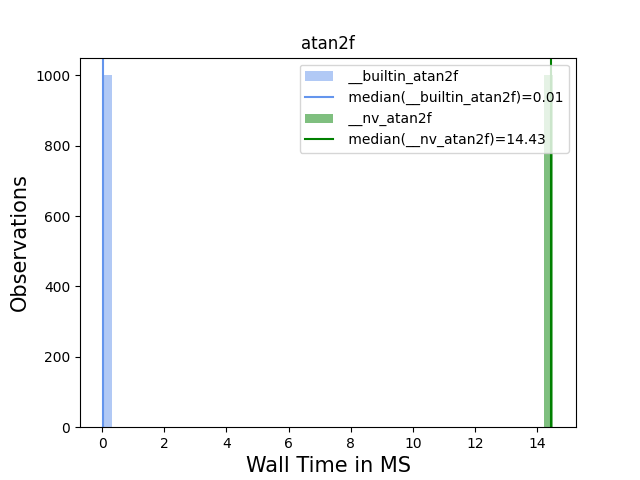 atan2f
__builtin_atan2f
median(__builtin_atan2f)=0.01
__nv_atan2f
median(__nv_atan2f)=14.43
Observations
1000
800
600
400
200
0
0 2 4 6 8 10 12 14
Wall Time in MS